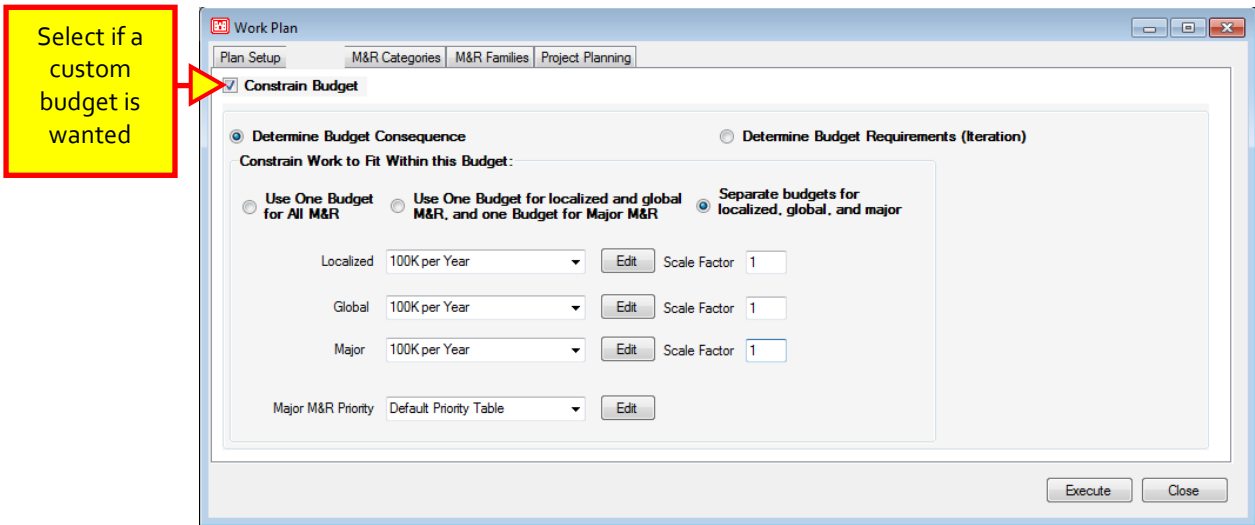 Select if a
custom
budget is
wanted
Work Plan
Plan Setup M&R Categories M&R Families Project Planning
Constrain Budget
Determine Budget Consequence Determine Budget Requirements (Iteration)
Constrain Work to Fit Within this Budget:
Use One Budget
for All M&R
Use One Budget for localized and global
M&R, and one Budget for Major M&R
Separate budgets for
localized, global, and major
Localized 100K per Year Edit Scale Factor 1
Global 100K per Year Edit Scale Factor 1
Major 100K per Year Edit Scale Factor 1
Major M&R Priority Default Priority Table Edit
Execute Close